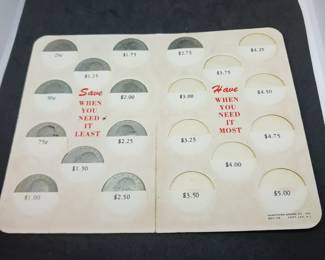 25¢ $1.75
$1.25
50¢ $2.00
75¢ $2.25
$1.50
$1.00 $2.50
Save
WHEN
YOU
NEED
IT
LEAST
$2.75 $4.25
$3.75
$3.00 $4.50
$3.25 $4.75
$4.00
$3.50 $5.00
Have
WHEN
YOU
NEED
IT
MOST